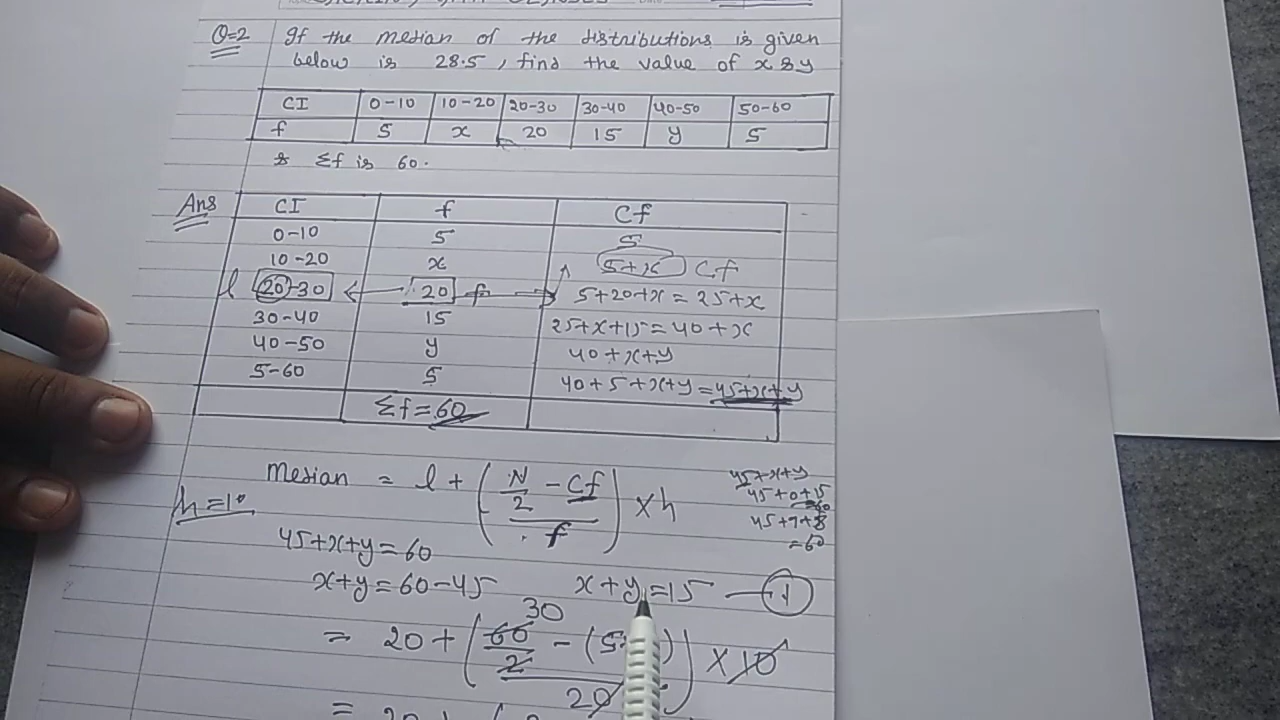 Q=2 If the median of the distributions is given
below is 28.5, find the value of x & y
CI 0-10 10-20 20-30 30-40 40-50 50-60
f 5 x 20 15 y 5
& Σf is 60.
Ans CI f Cf
0-10 5 5
10-20 x 5+x Cf
l 20-30 20 f 5+20+x=25+x
30-40 15 25+x+15=40+x
40-50 y 40+x+y
5-60 5 40+5+x+y=45+x+y
Σf=60
Median = l + (N/2 - Cf / f) × h
45+x+y
45+0+15
=60
45+7+8
=60
h=10
45+x+y=60
x+y=60-45 x+y=15 — 1
= 20+ (60/2 30 - (5 ) / 20) × 10
= 20+